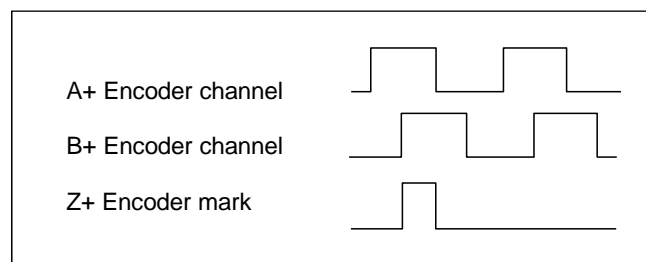 A+ Encoder channel
B+ Encoder channel
Z+ Encoder mark